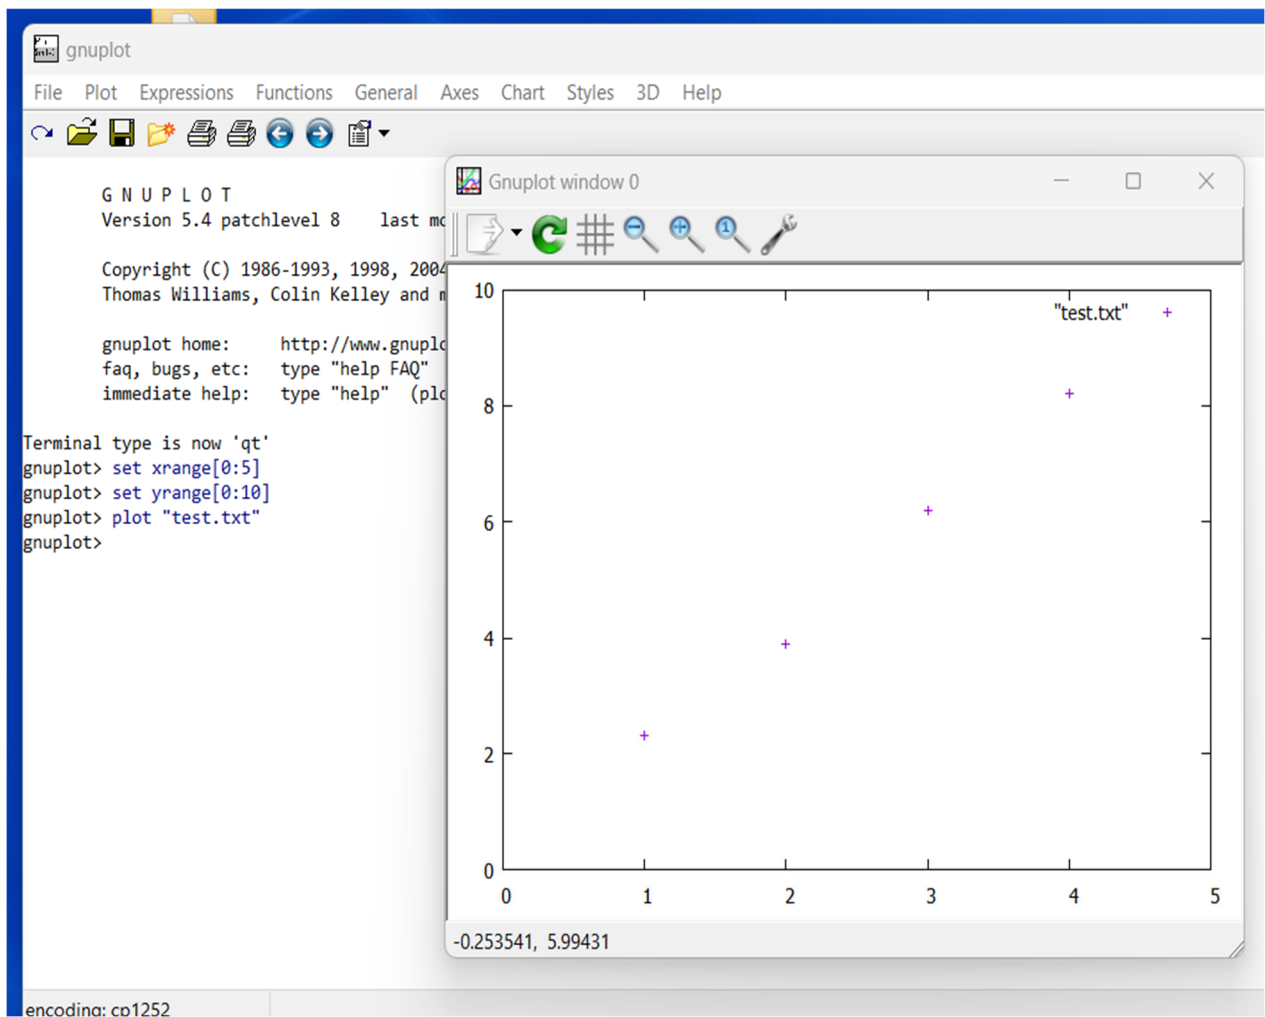 gnuplot
File Plot Expressions Functions General Axes Chart Styles 3D Help
G N U P L O T
Version 5.4 patchlevel 8 last
Copyright (C) 1986-1993, 1998, 2004
Thomas Williams, Colin Kelley and
gnuplot home: http://www.gnuplo
faq, bugs, etc: type "help FAQ"
immediate help: type "help" (plo
Terminal type is now 'qt'
gnuplot> set xrange[0:5]
gnuplot> set yrange[0:10]
gnuplot> plot "test.txt"
gnuplot>
encoding: cp1252
Gnuplot window 0
1
"test.txt"
10
8
6
4
2
0
0 1 2 3 4 5
-0.253541, 5.99431